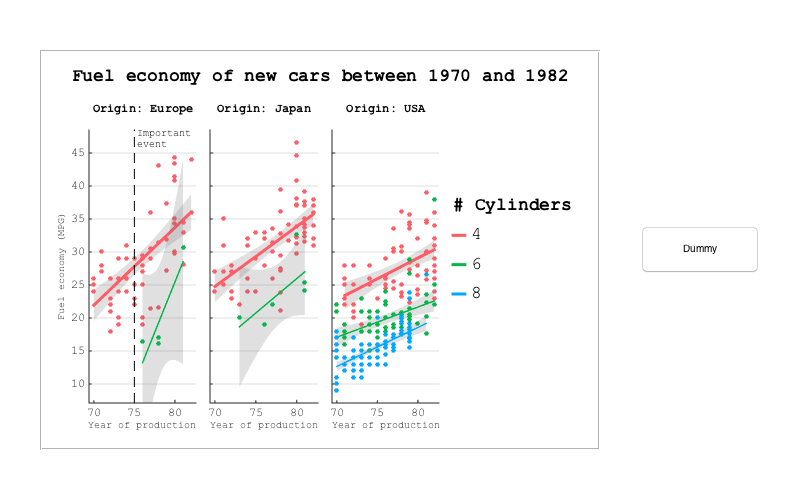 Fuel economy of new cars between 1970 and 1982
Origin: Europe
Origin: Japan
Origin: USA
Important
event
Fuel economy (MPG)
45
40
35
30
25
20
15
10
70 75 80
70 75 80
70 75 80
Year of production
Year of production
Year of production
# Cylinders
4
6
8
Dummy